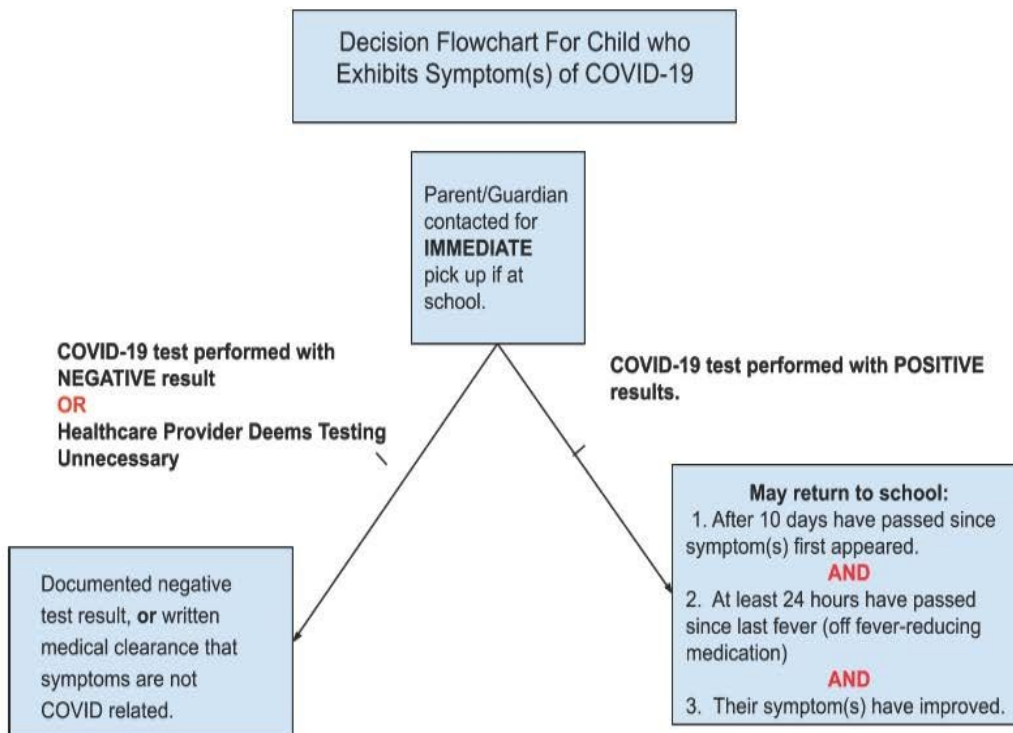 Decision Flowchart For Child who
Exhibits Symptom(s) of COVID-19
Parent/Guardian
contacted for
IMMEDIATE
pick up if at
school.
COVID-19 test performed with
NEGATIVE result
OR
Healthcare Provider Deems Testing
Unnecessary
COVID-19 test performed with POSITIVE
results.
Documented negative
test result, or written
medical clearance that
symptoms are not
COVID related.
May return to school:
1. After 10 days have passed since
symptom(s) first appeared.
AND
2. At least 24 hours have passed
since last fever (off fever-reducing
medication)
AND
3. Their symptom(s) have improved.